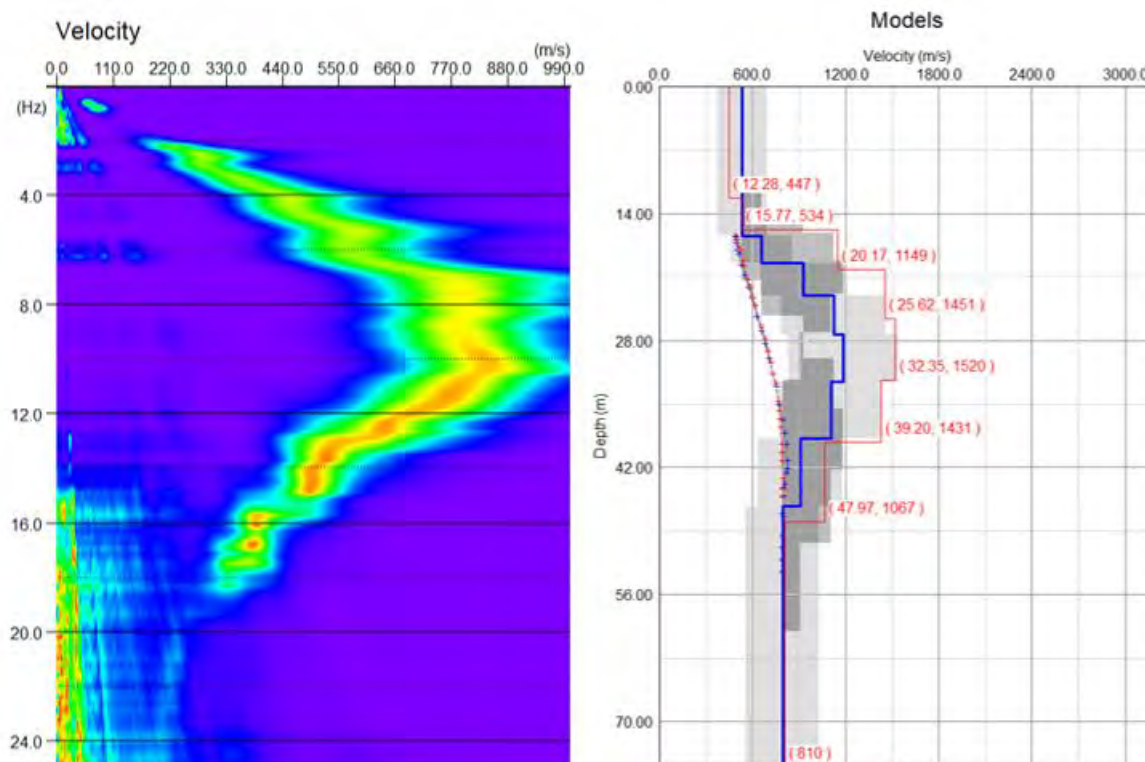 Velocity
(m/s)
0.0 110.0 220.0 330.0 440.0 550.0 660.0 770.0 880.0 990.0
(Hz)
4.0
8.0
12.0
16.0
20.0
24.0
Models
Velocity (m/s)
0.0 600.0 1200.0 1800.0 2400.0 3000.0
0.00
( 12.28, 447 )
14.00
( 15.77, 534 )
( 20.17, 1149 )
( 25.62, 1451 )
28.00
( 32.35, 1520 )
Depth (m)
( 39.20, 1431 )
42.00
( 47.97, 1067 )
56.00
70.00
( 810 )